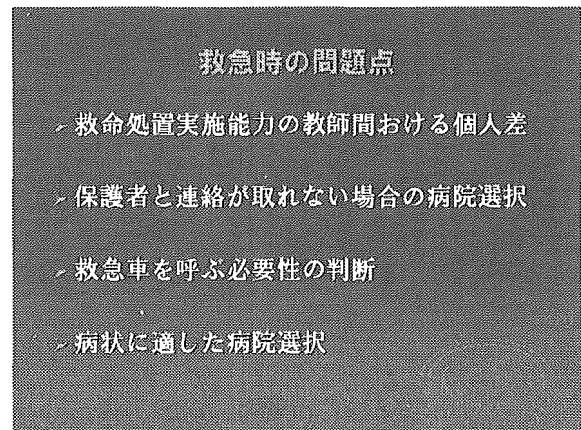 救急時の問題点
救命処置実施能力の教師間おける個人差
保護者と連絡が取れない場合の病院選択
救急車を呼ぶ必要性の判断
病状に適した病院選択